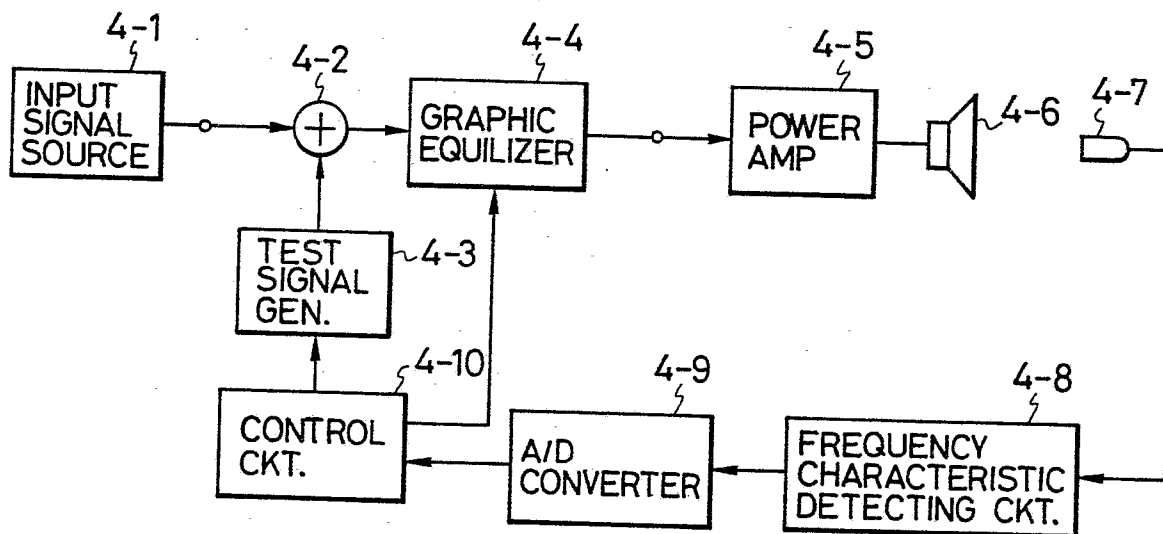 4-1
INPUT
SIGNAL
SOURCE
4-2
4-4
GRAPHIC
EQUILIZER
4-5
POWER
AMP
4-6
4-7
TEST
SIGNAL
GEN.
4-3
4-10
CONTROL
CKT.
4-9
A/D
CONVERTER
4-8
FREQUENCY
CHARACTERISTIC
DETECTING CKT.